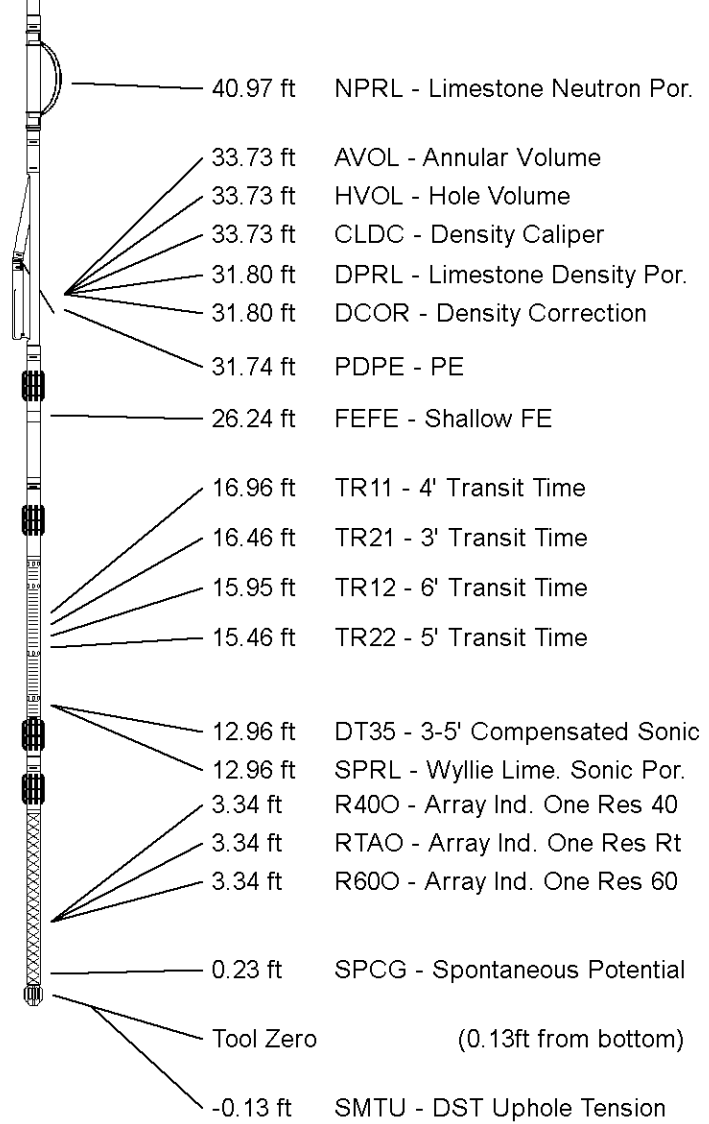 40.97 ft NPRL - Limestone Neutron Por.
33.73 ft AVOL - Annular Volume
33.73 ft HVOL - Hole Volume
33.73 ft CLDC - Density Caliper
31.80 ft DPRL - Limestone Density Por.
31.80 ft DCOR - Density Correction
31.74 ft PDPE - PE
26.24 ft FEFE - Shallow FE
16.96 ft TR11 - 4' Transit Time
16.46 ft TR21 - 3' Transit Time
15.95 ft TR12 - 6' Transit Time
15.46 ft TR22 - 5' Transit Time
12.96 ft DT35 - 3-5' Compensated Sonic
12.96 ft SPRL - Wyllie Lime. Sonic Por.
3.34 ft R40O - Array Ind. One Res 40
3.34 ft RTAO - Array Ind. One Res Rt
3.34 ft R60O - Array Ind. One Res 60
0.23 ft SPCG - Spontaneous Potential
Tool Zero (0.13ft from bottom)
-0.13 ft SMTU - DST Uphole Tension